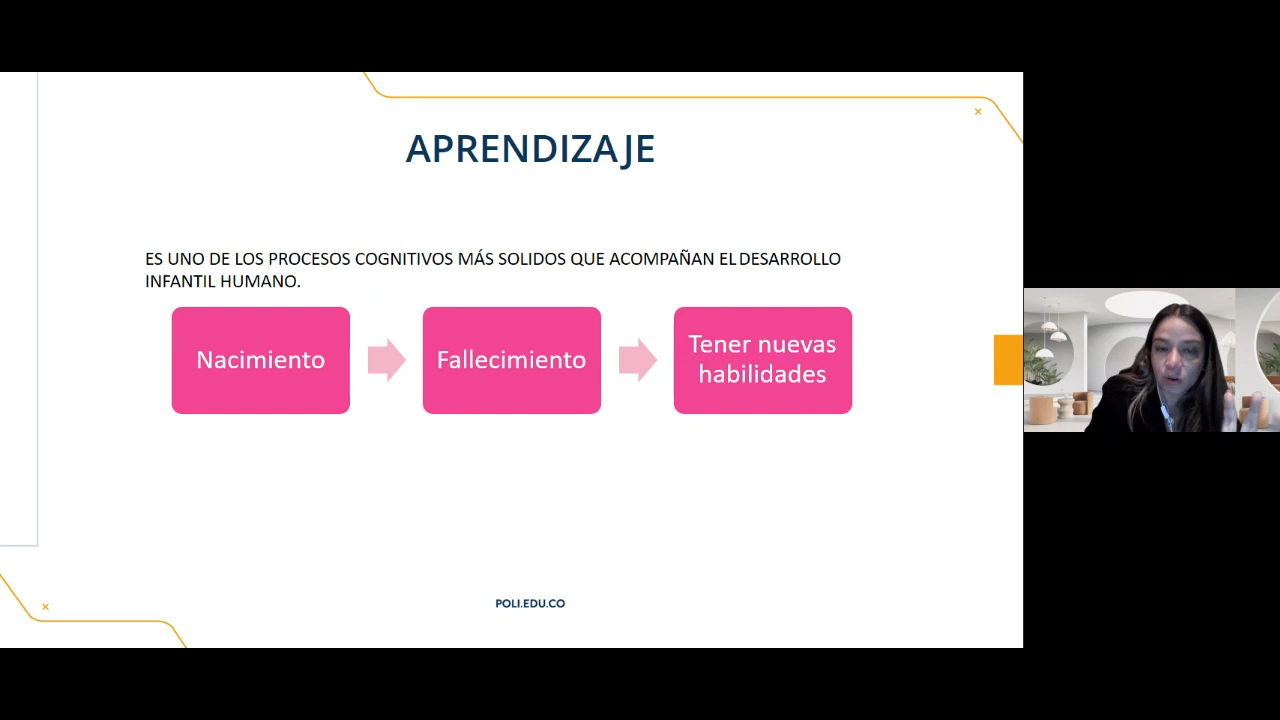 APRENDIZAJE
ES UNO DE LOS PROCESOS COGNITIVOS MÁS SOLIDOS QUE ACOMPAÑAN EL DESARROLLO
INFANTIL HUMANO.
Nacimiento
Fallecimiento
Tener nuevas
habilidades
POLI.EDU.CO